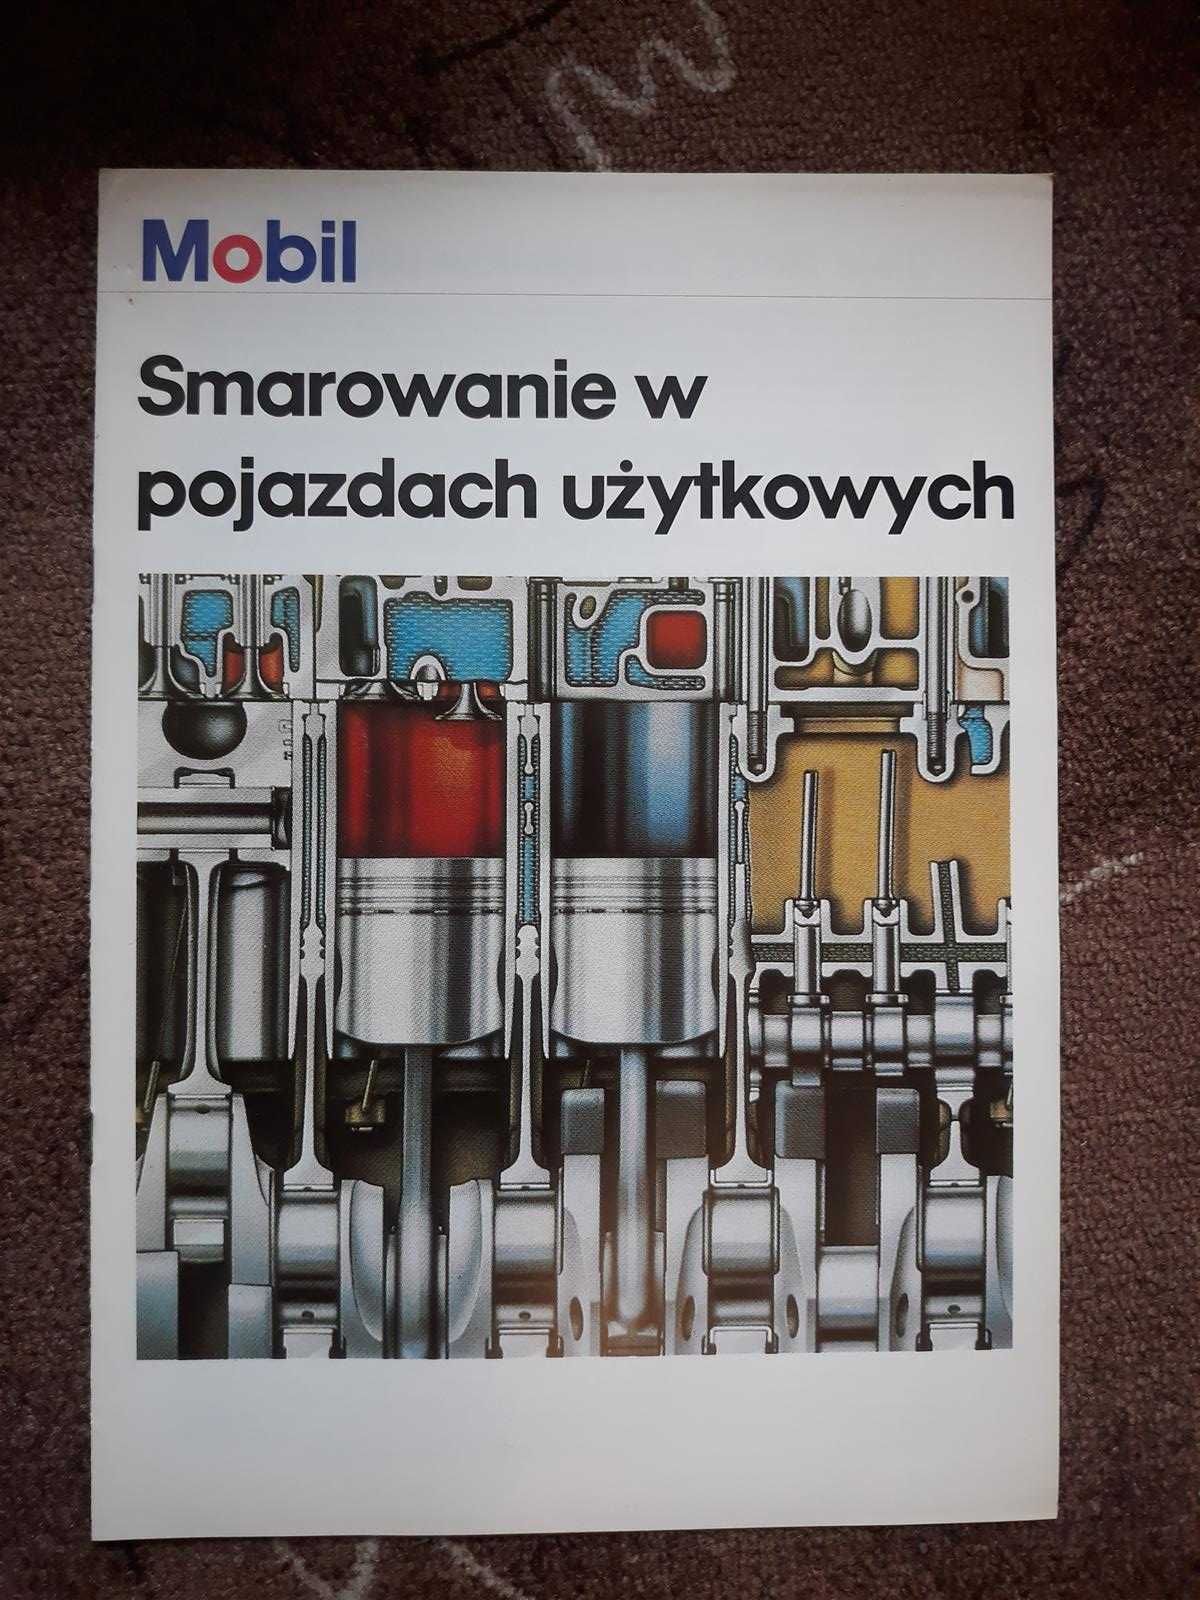 Mobil
Smarowanie w
pojazdach użytkowych